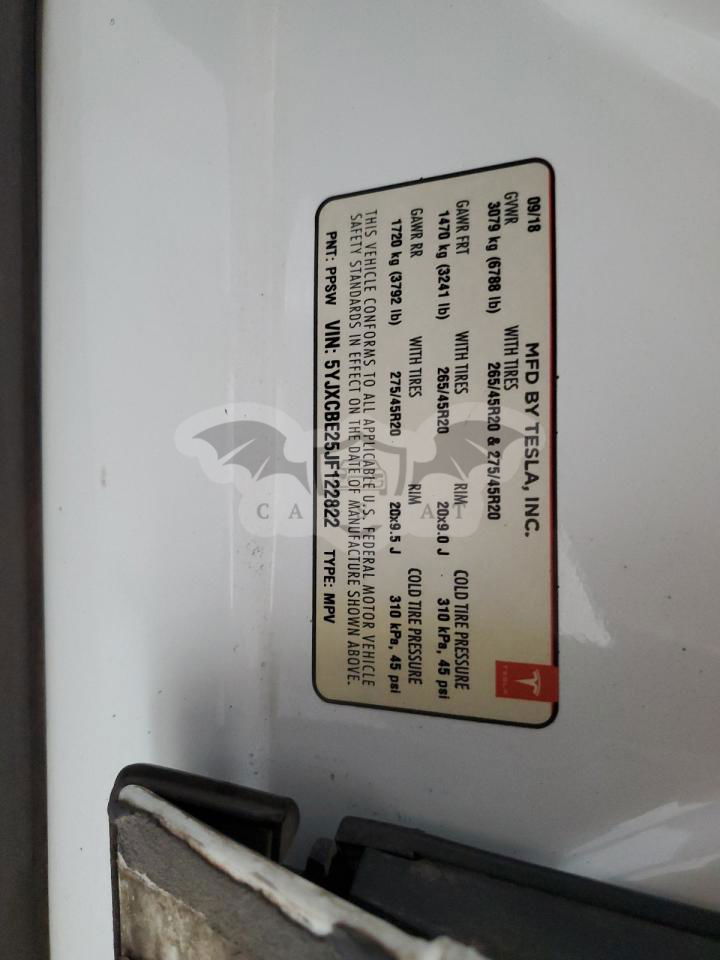 09/18 MFD BY TESLA, INC.
GVWR
3079 kg (6788 lb) WITH TIRES 265/45R20 & 275/45R20
GAWR FRT WITH TIRES RIM COLD TIRE PRESSURE
1470 kg (3241 lb) 265/45R20 20x9.0 J 310 kPa, 45 psi
GAWR RR WITH TIRES RIM COLD TIRE PRESSURE
1720 kg (3792 lb) 275/45R20 20x9.5 J 310 kPa, 45 psi
THIS VEHICLE CONFORMS TO ALL APPLICABLE U.S. FEDERAL MOTOR VEHICLE
SAFETY STANDARDS IN EFFECT ON THE DATE OF MANUFACTURE SHOWN ABOVE.
PNT: PPSW VIN: 5YJXCBE25JF122822 TYPE: MPV
TESLA